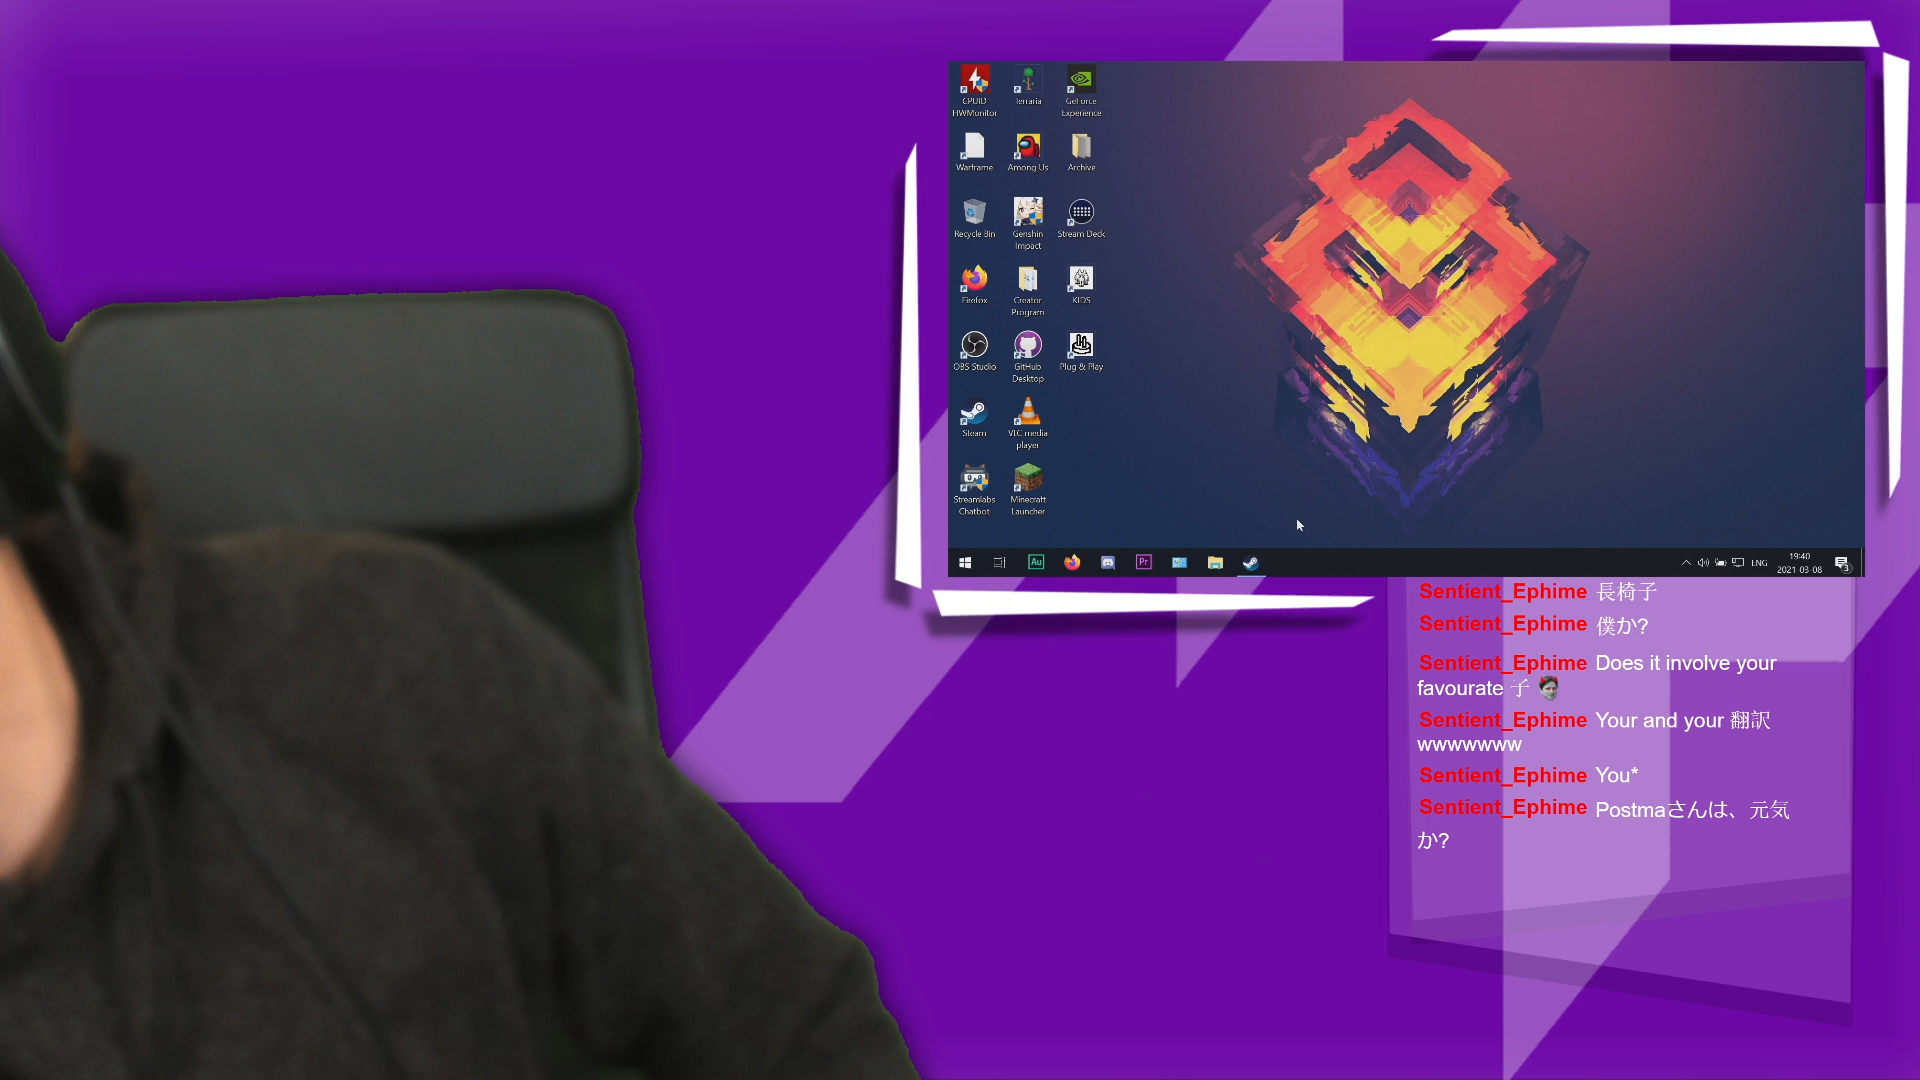 CPUID
HWMonitor
Terraria
GeForce
Experience
Warframe
Among Us
Archive
Recycle Bin
Genshin
Impact
Stream Deck
Firefox
Creator
Program
KIDS
OBS Studio
GitHub
Desktop
Plug & Play
Steam
VLC media
player
Streamlabs
Chatbot
Minecraft
Launcher
Au
Pr
ENG
19:40
2021-03-08
3
Sentient_Ephime 長椅子
Sentient_Ephime 僕か?
Sentient_Ephime Does it involve your
favourate 子
Sentient_Ephime Your and your 翻訳
wwwwwww
Sentient_Ephime You*
Sentient_Ephime Postmaさんは、元気
か?